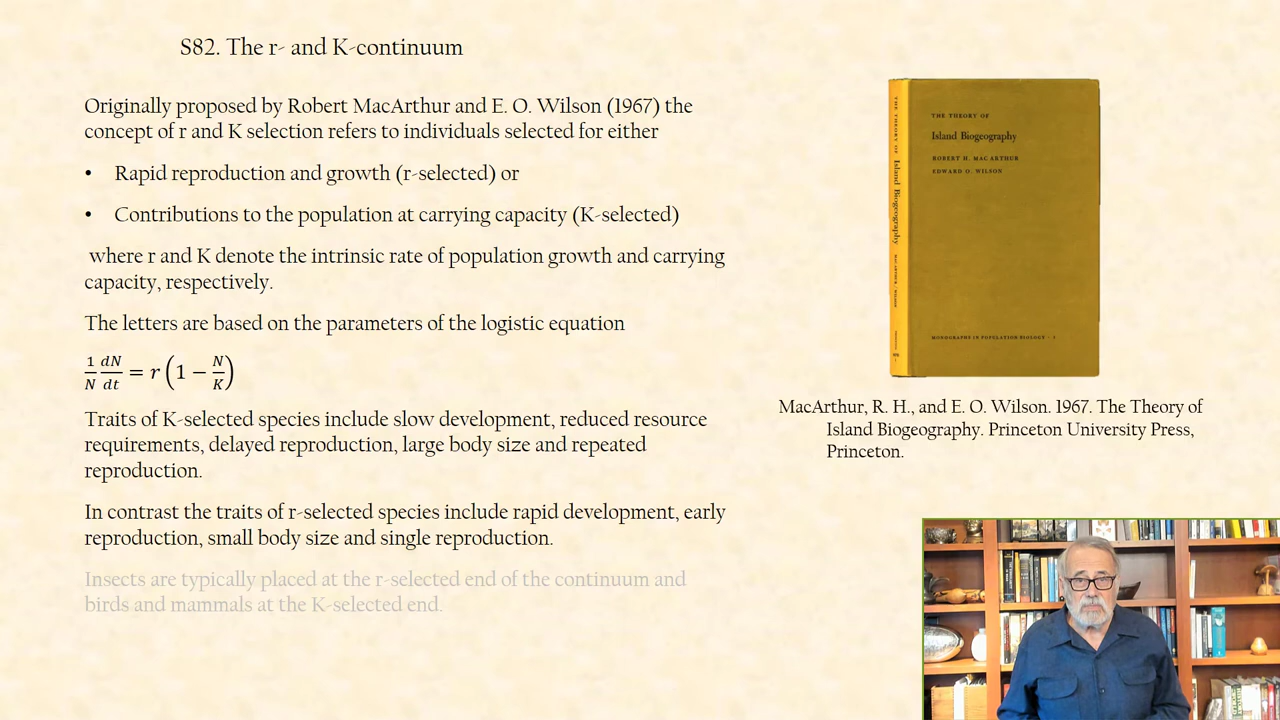 S82. The r- and K-continuum
Originally proposed by Robert MacArthur and E. O. Wilson (1967) the
concept of r and K selection refers to individuals selected for either
• Rapid reproduction and growth (r-selected) or
• Contributions to the population at carrying capacity (K-selected)
where r and K denote the intrinsic rate of population growth and carrying
capacity, respectively.
The letters are based on the parameters of the logistic equation
1/N dN/dt = r (1 − N/K)
Traits of K-selected species include slow development, reduced resource
requirements, delayed reproduction, large body size and repeated
reproduction.
In contrast the traits of r-selected species include rapid development, early
reproduction, small body size and single reproduction.
Insects are typically placed at the r-selected end of the continuum and
birds and mammals at the K-selected end.
THE THEORY OF Island Biogeography
THE THEORY OF
Island Biogeography
ROBERT H. MAC ARTHUR
EDWARD O. WILSON
MONOGRAPHS IN POPULATION BIOLOGY · 1
MacArthur, R. H., and E. O. Wilson. 1967. The Theory of
Island Biogeography. Princeton University Press,
Princeton.